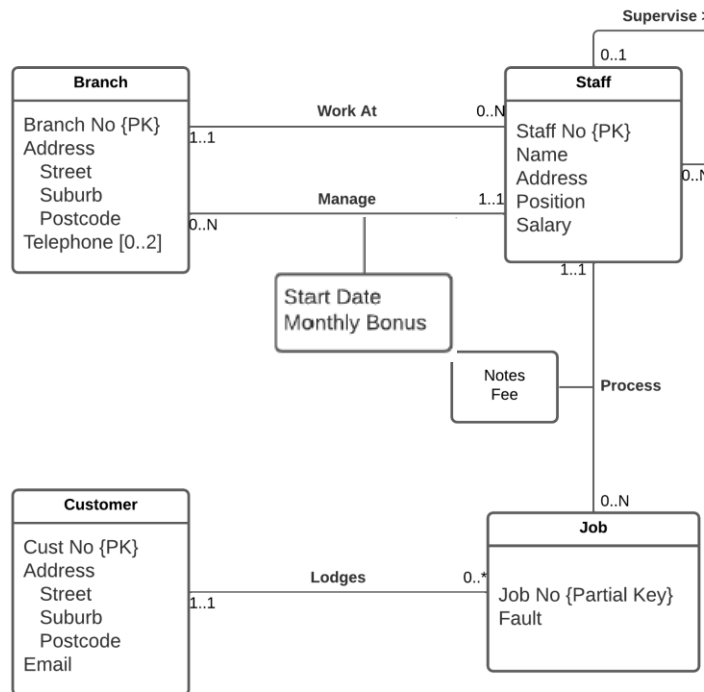 Supervise >
0..1
Branch
Branch No {PK}
Address
Street
Suburb
Postcode
Telephone [0..2]
Work At
1..1
0..N
Manage
0..N
1..1
Start Date
Monthly Bonus
Staff
Staff No {PK}
Name
Address
Position
Salary
0..N
1..1
Notes
Fee
Process
0..N
Customer
Cust No {PK}
Address
Street
Suburb
Postcode
Email
Lodges
1..1
0..*
Job
Job No {Partial Key}
Fault